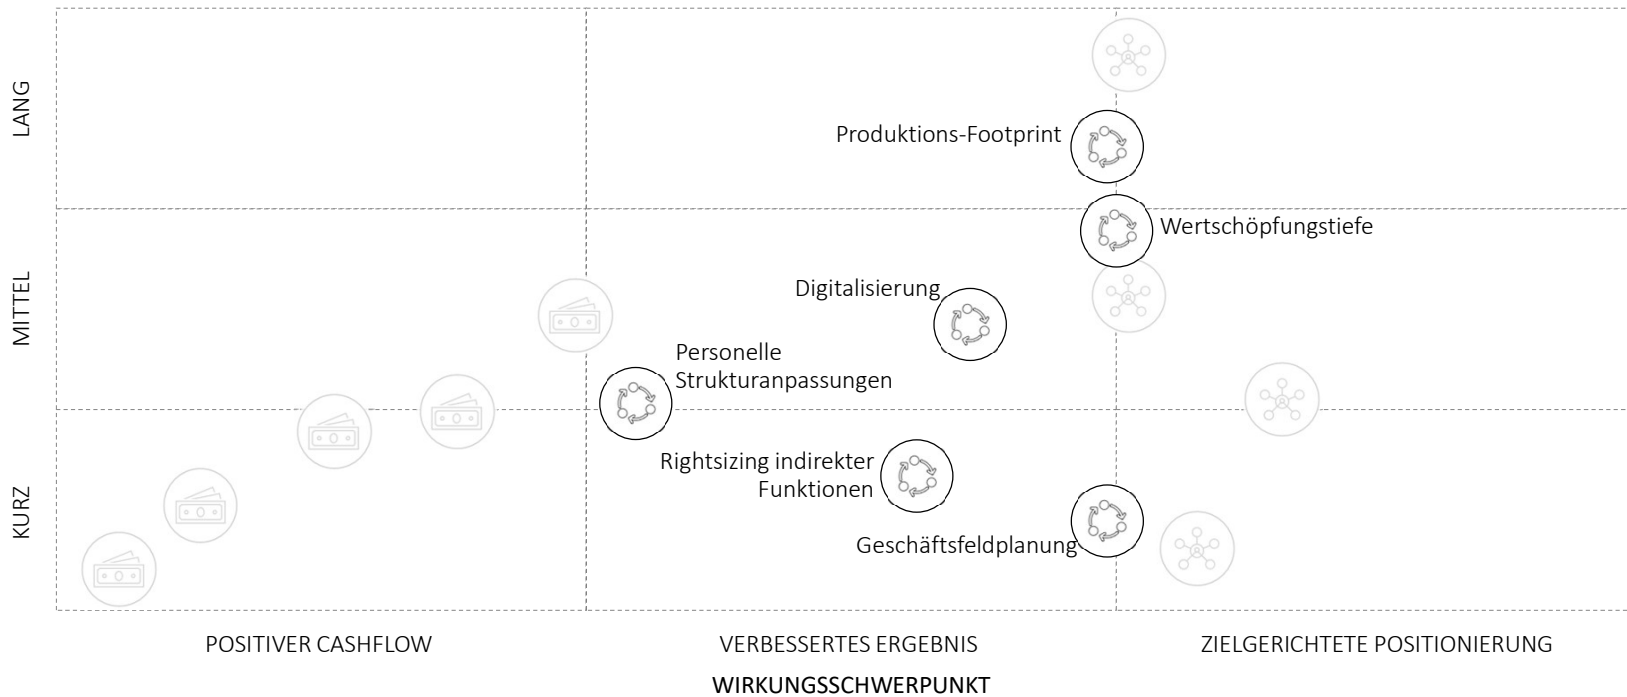 LANG
Produktions-Footprint
Wertschöpfungstiefe
MITTEL
Digitalisierung
Personelle
Strukturanpassungen
Rightsizing indirekter
Funktionen
KURZ
Geschäftsfeldplanung
POSITIVER CASHFLOW
VERBESSERTES ERGEBNIS
ZIELGERICHTETE POSITIONIERUNG
WIRKUNGSSCHWERPUNKT